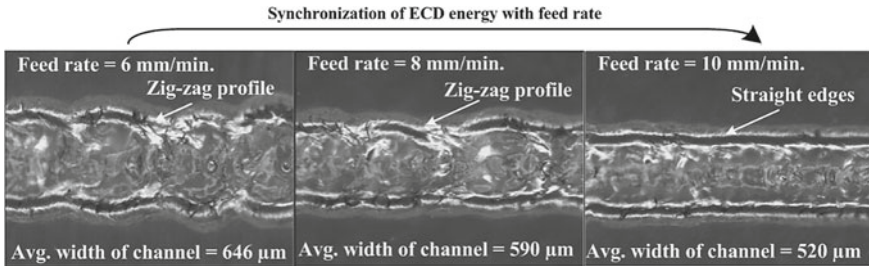 Synchronization of ECD energy with feed rate
Feed rate = 6 mm/min.
Zig-zag profile
Avg. width of channel = 646 µm
Feed rate = 8 mm/min.
Zig-zag profile
Avg. width of channel = 590 µm
Feed rate = 10 mm/min.
Straight edges
Avg. width of channel = 520 µm